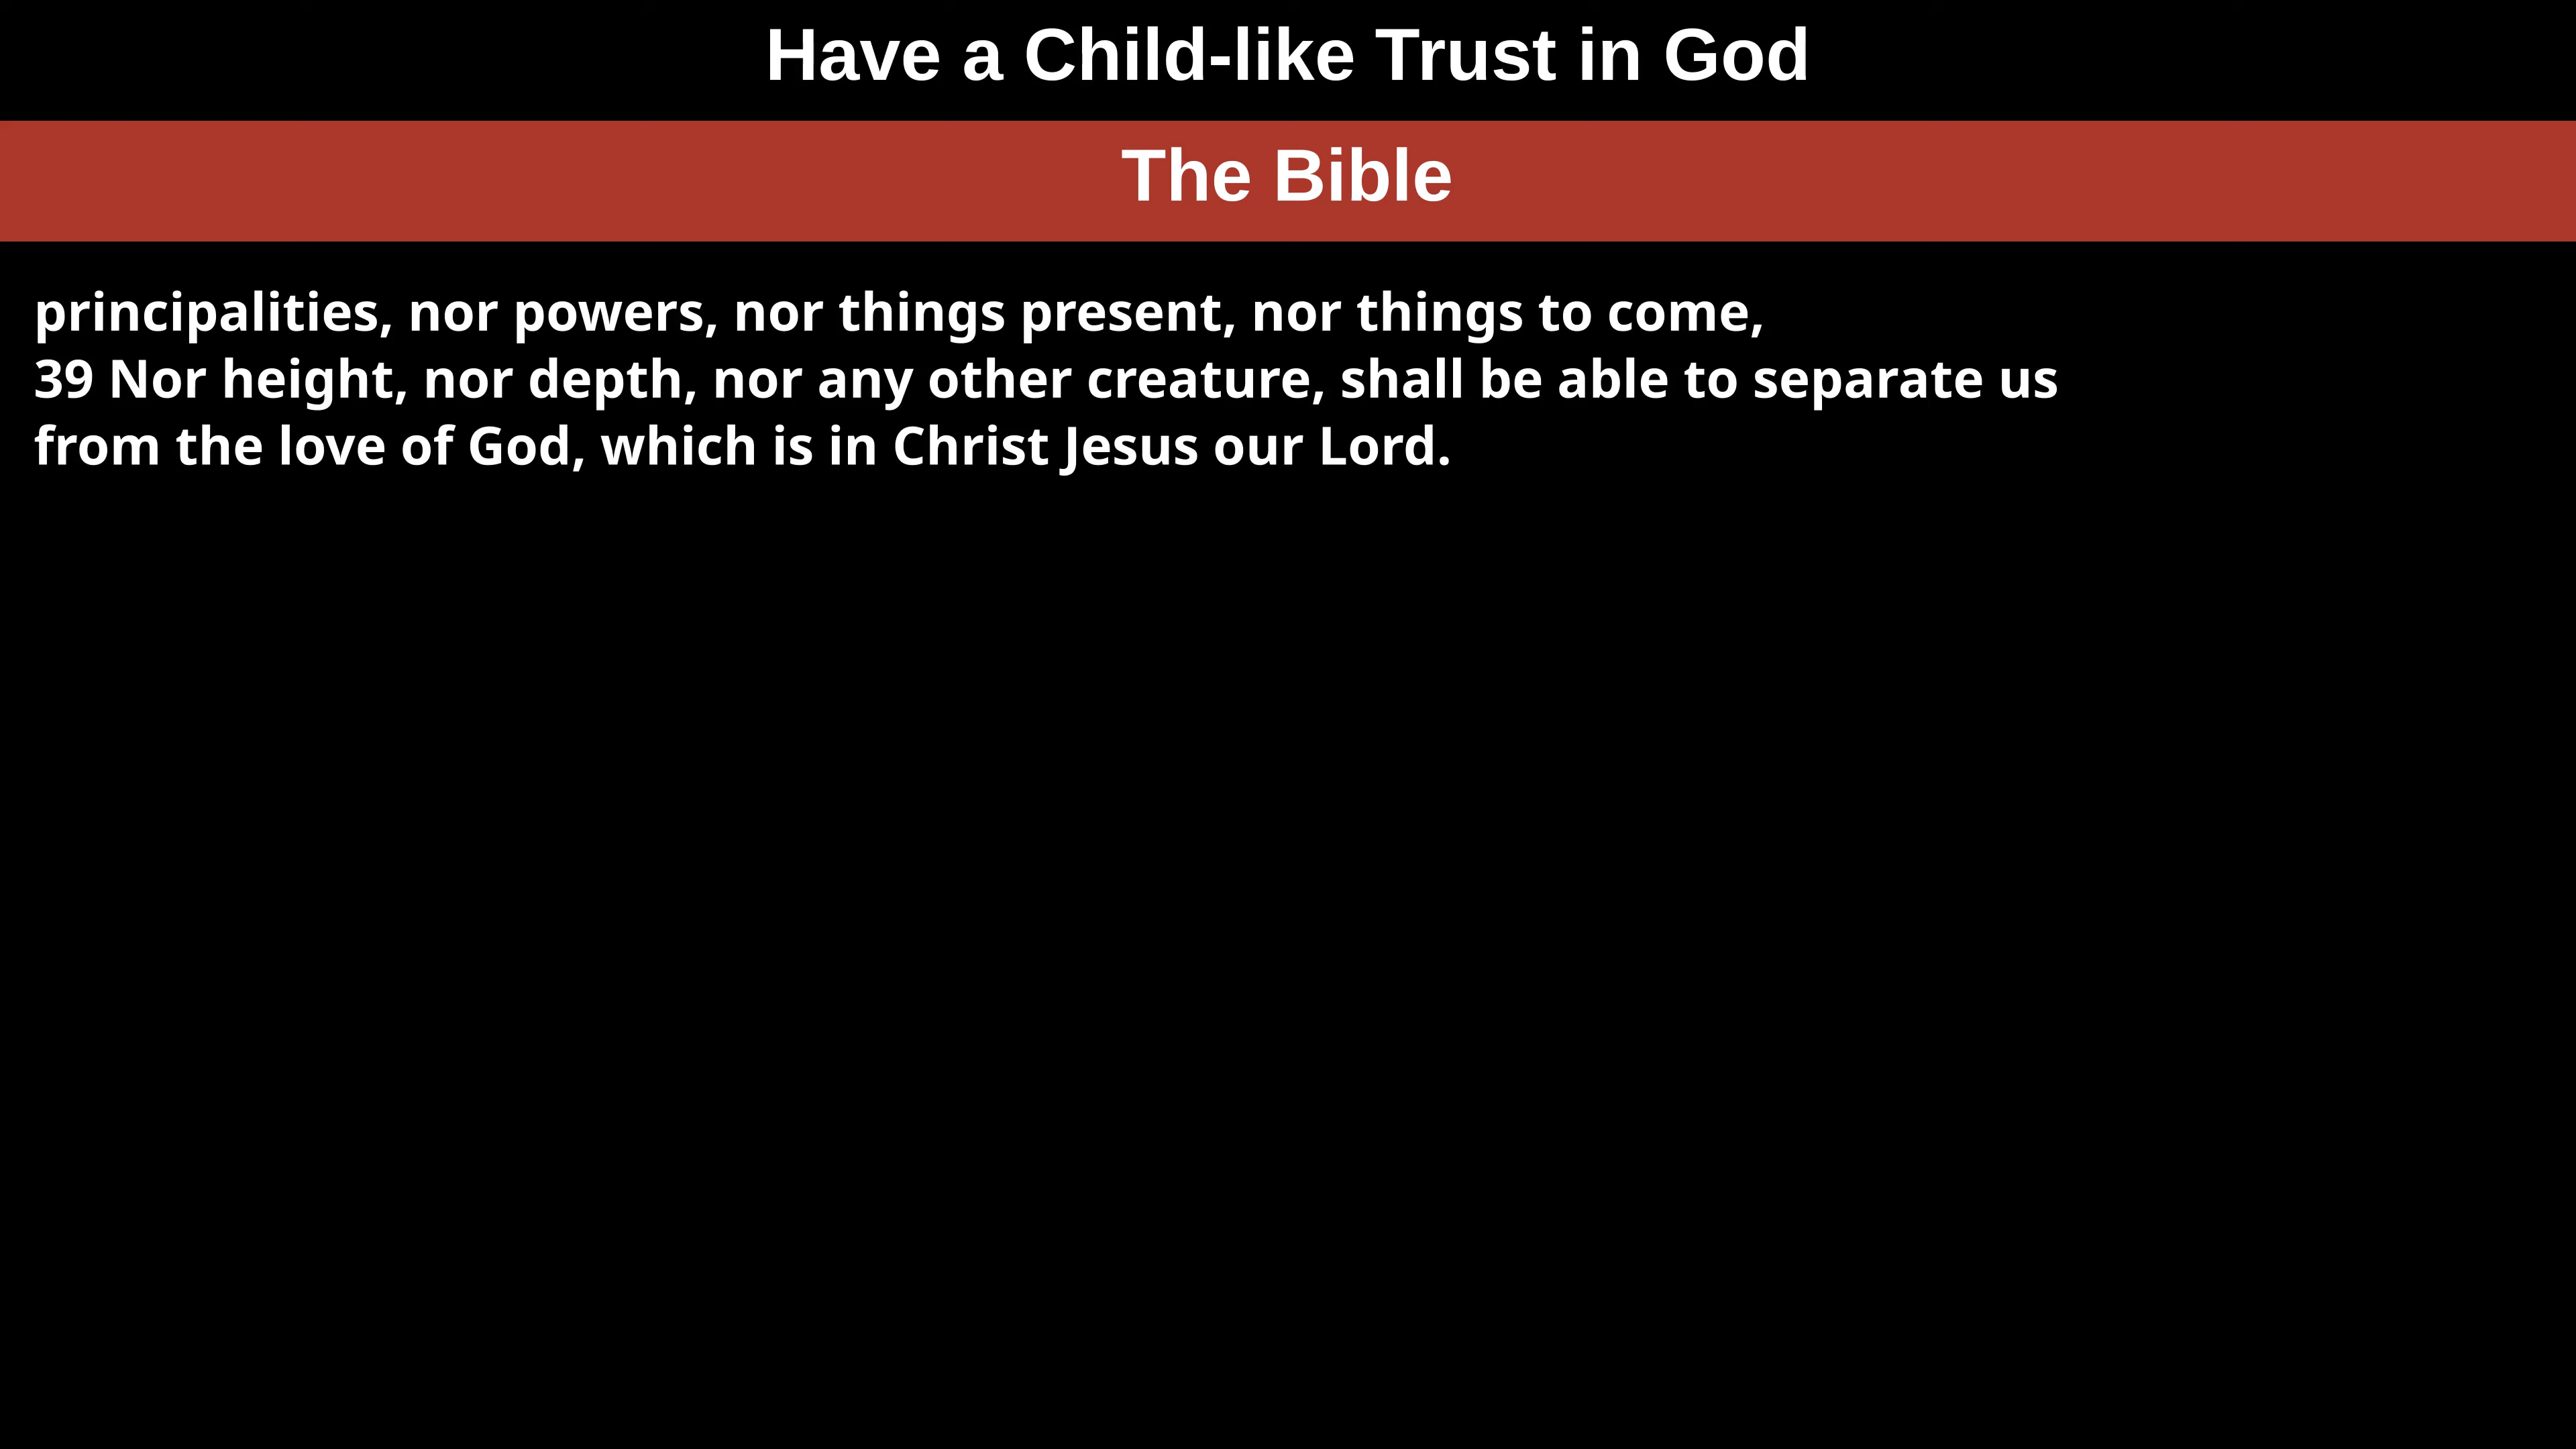 Have a Child-like Trust in God
The Bible
principalities, nor powers, nor things present, nor things to come,
39 Nor height, nor depth, nor any other creature, shall be able to separate us
from the love of God, which is in Christ Jesus our Lord.